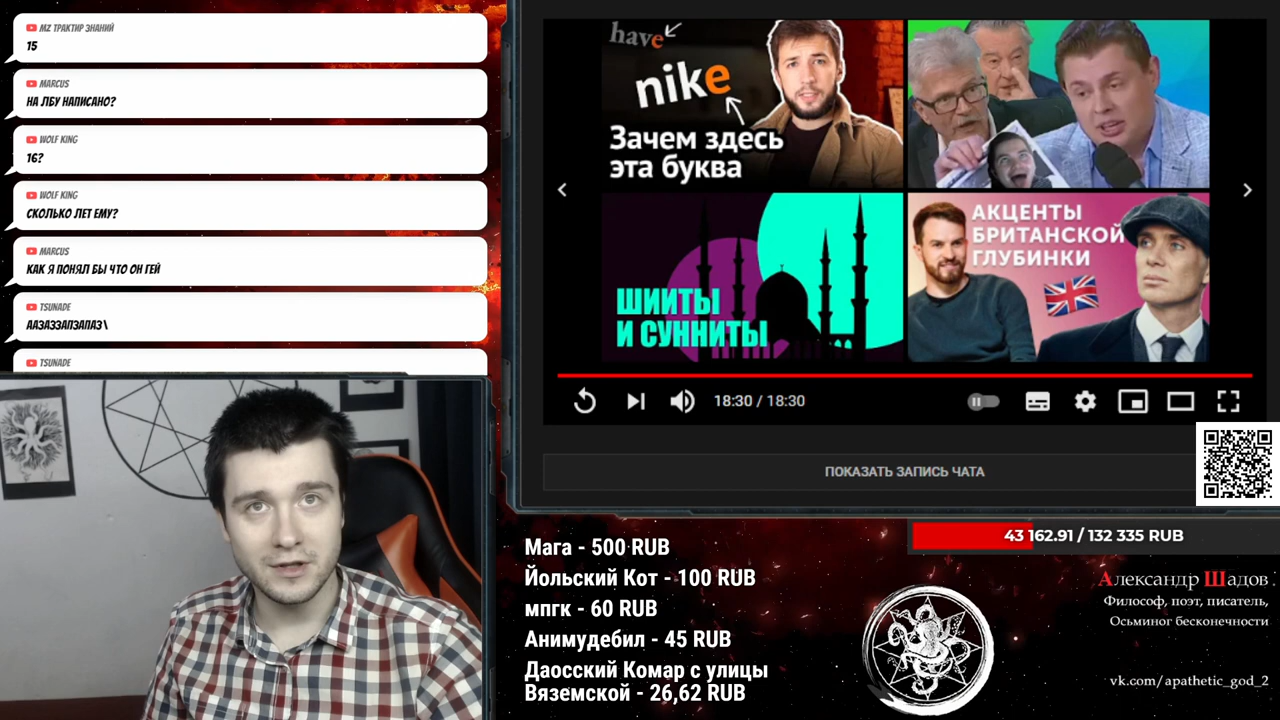 MZ ТРАКТИР ЗНАНИЙ
15
MARCUS
НА ЛБУ НАПИСАНО?
WOLF KING
16?
WOLF KING
СКОЛЬКО ЛЕТ ЕМУ?
MARCUS
КАК Я ПОНЯЛ БЫ ЧТО ОН ГЕЙ
TSUNADE
ААЗАЗЗАПЗАПАЗ\
TSUNADE
have
nike
Зачем здесь
эта буква
ШИИТЫ
И СУННИТЫ
АКЦЕНТЫ
БРИТАНСКОЙ
ГЛУБИНКИ
18:30 / 18:30
ПОКАЗАТЬ ЗАПИСЬ ЧАТА
43 162.91 / 132 335 RUB
Мага - 500 RUB
Йольский Кот - 100 RUB
мпгк - 60 RUB
Анимудебил - 45 RUB
Даосский Комар с улицы
Вяземской - 26,62 RUB
Александр Шадов
Философ, поэт, писатель,
Осьминог бесконечности
vk.com/apathetic_god_2